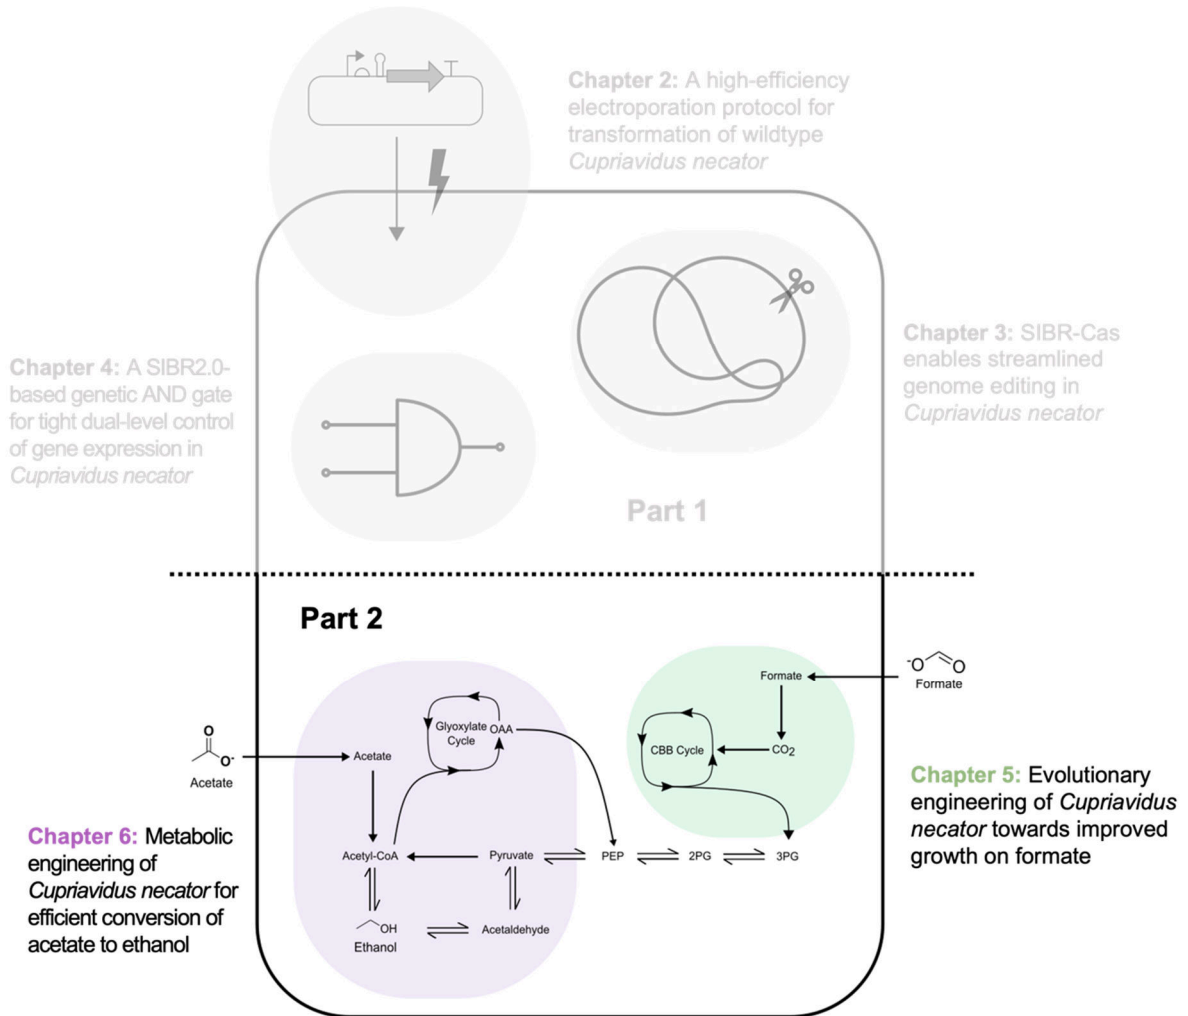 Chapter 2: A high-efficiency
electroporation protocol for
transformation of wildtype
Cupriavidus necator
Chapter 3: SIBR-Cas
enables streamlined
genome editing in
Cupriavidus necator
Chapter 4: A SIBR2.0-
based genetic AND gate
for tight dual-level control
of gene expression in
Cupriavidus necator
Part 1
Part 2
O
O-
Acetate
Acetate
Glyoxylate
Cycle
OAA
Acetyl-CoA
Pyruvate
PEP
2PG
3PG
OH
Ethanol
Acetaldehyde
Formate
CO2
CBB Cycle
-O
O
Formate
Chapter 5: Evolutionary
engineering of Cupriavidus
necator towards improved
growth on formate
Chapter 6: Metabolic
engineering of
Cupriavidus necator for
efficient conversion of
acetate to ethanol